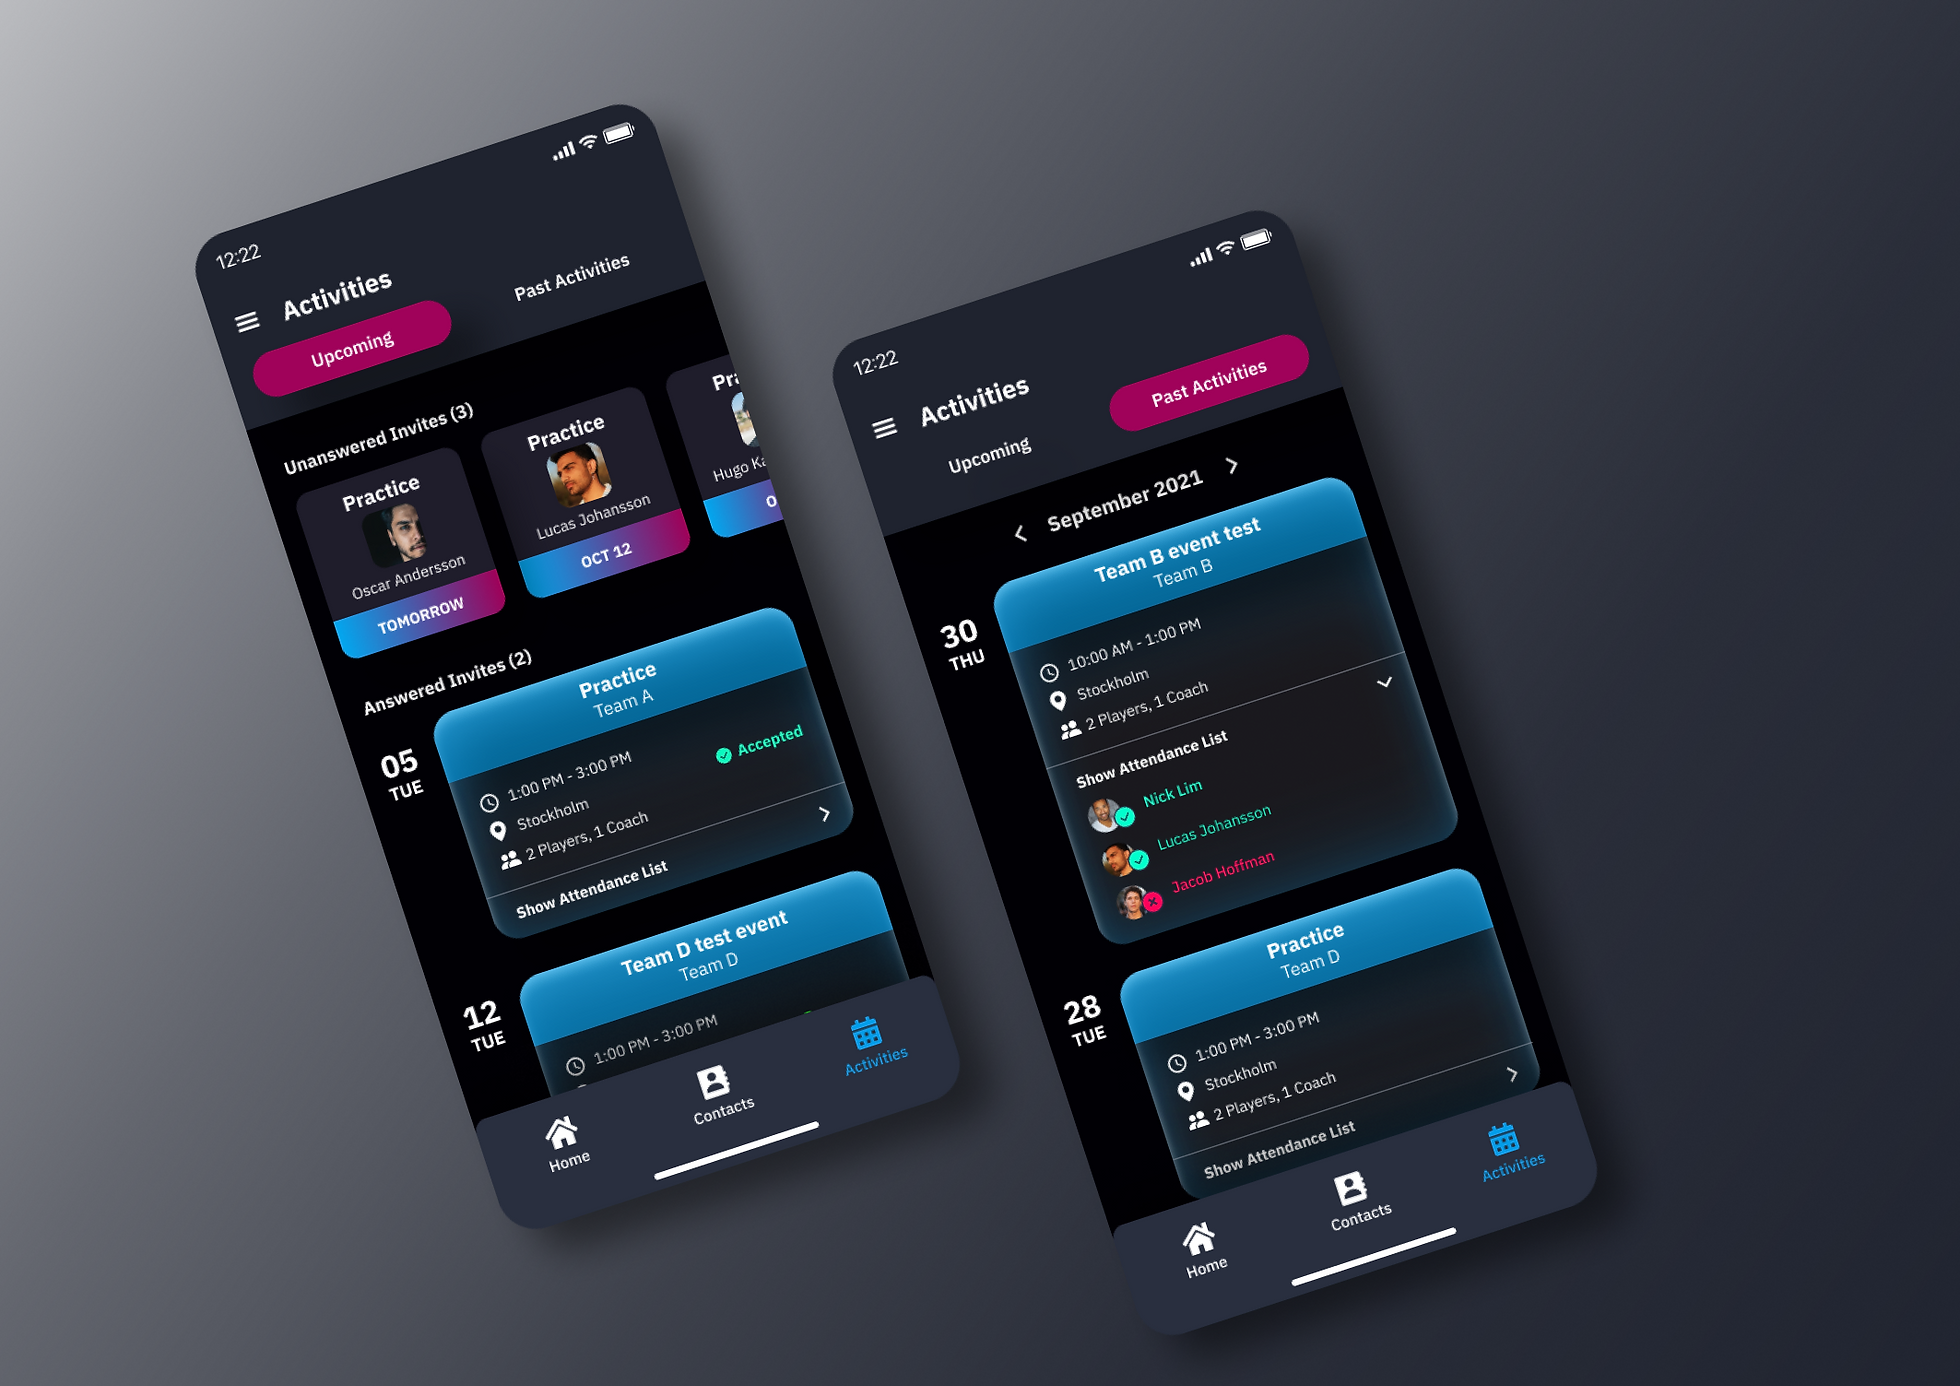 12:22
Activities
Upcoming
Past Activities
Unanswered Invites (3)
Practice
Oscar Andersson
TOMORROW
Practice
Lucas Johansson
OCT 12
Hugo
Answered Invites (2)
05
TUE
Practice
Team A
1:00 PM - 3:00 PM
Accepted
Stockholm
2 Players, 1 Coach
Show Attendance List
12
TUE
Team D test event
Team D
1:00 PM - 3:00 PM
Home
Contacts
Activities
12:22
Activities
Upcoming
Past Activities
September 2021
30
THU
Team B event test
Team B
10:00 AM - 1:00 PM
Stockholm
2 Players, 1 Coach
Show Attendance List
Nick Lim
Lucas Johansson
Jacob Hoffman
28
TUE
Practice
Team D
1:00 PM - 3:00 PM
Stockholm
2 Players, 1 Coach
Show Attendance List
Home
Contacts
Activities